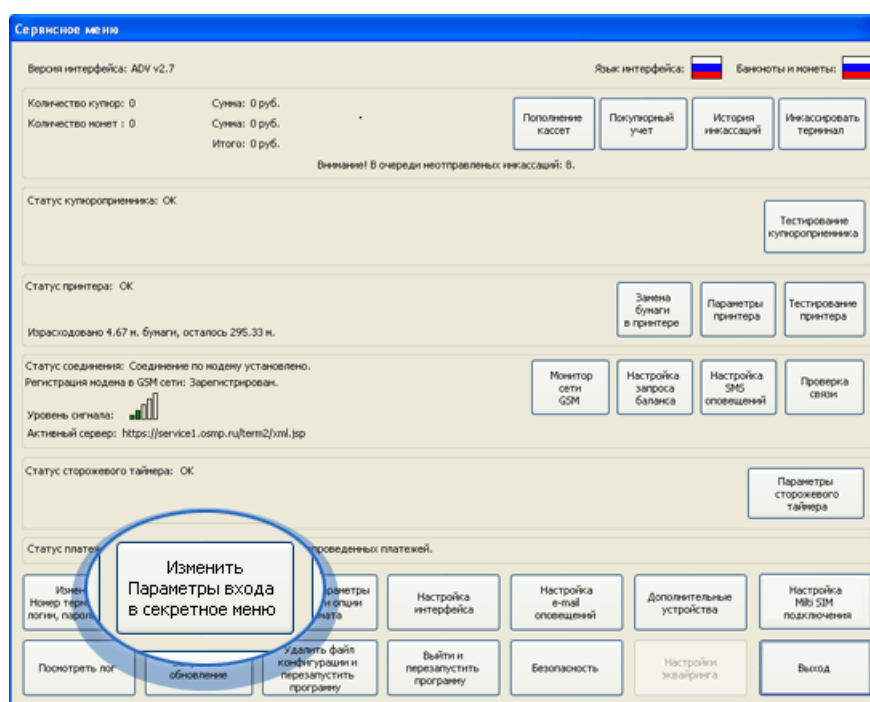 Сервисное меню
Версия интерфейса: ADV v2.7
Язык интерфейса:
Банкноты и монеты:
Количество купюр: 0
Сумма: 0 руб.
Количество монет : 0
Сумма: 0 руб.
Итого: 0 руб.
Пополнение
кассет
Покупюрный
учет
История
инкассаций
Инкассировать
терминал
Внимание! В очереди неотправленых инкассаций: 8.
Статус купюроприемника: OK
Тестирование
купюроприемника
Статус принтера: OK
Израсходовано 4.67 м. бумаги, осталось 295.33 м.
Замена
бумаги
в принтере
Параметры
принтера
Тестирование
принтера
Статус соединения: Соединение по модему установлено.
Регистрация модема в GSM сети: Зарегистрирован.
Уровень сигнала:
Активный сервер: https://service1.osmp.ru/term2/xml.jsp
Монитор
сети
GSM
Настройка
запроса
баланса
Настройка
SMS
оповещений
Проверка
связи
Статус сторожевого таймера: OK
Параметры
сторожевого
таймера
Статус
проведенных платежей.
Изменить
Параметры входа
в секретное меню
Номер
логин,
опции
Настройка
интерфейса
Настройка
e-mail
оповещений
Дополнительные
устройства
Настройка
Milti SIM
подключения
Посмотреть лог
обновление
Удалить файл
конфигурации и
перезапустить
программу
Выйти и
перезапустить
программу
Безопасность
Настройки
эквайринга
Выход